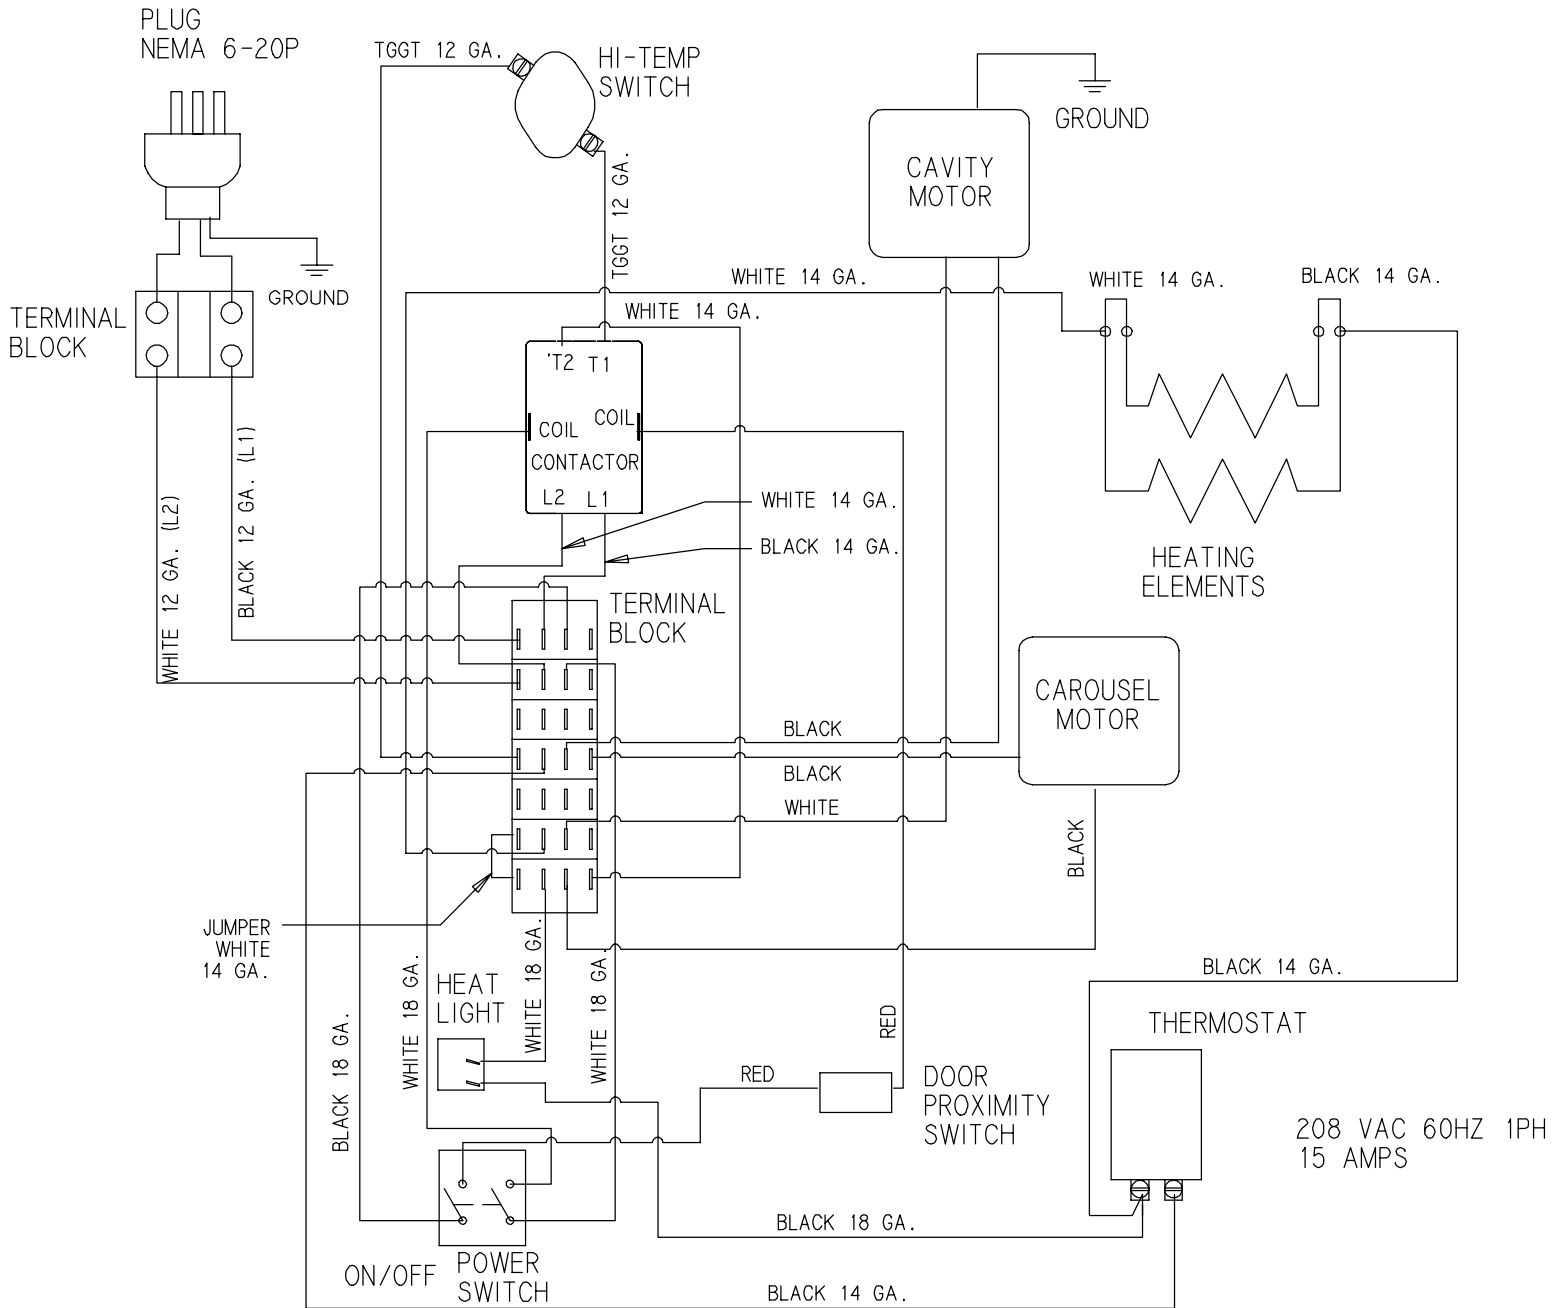 PLUG
NEMA 6-20P
TGGT 12 GA.
HI-TEMP
SWITCH
GROUND
CAVITY
MOTOR
TGGT 12 GA.
GROUND
TERMINAL
BLOCK
WHITE 14 GA.
WHITE 14 GA.
BLACK 14 GA.
WHITE 14 GA.
'T2 T1
COIL
COIL
CONTACTOR
L2 L1
WHITE 14 GA.
BLACK 14 GA.
HEATING
ELEMENTS
BLACK 12 GA. (L1)
WHITE 12 GA. (L2)
TERMINAL
BLOCK
CAROUSEL
MOTOR
BLACK
BLACK
WHITE
BLACK
JUMPER
WHITE
14 GA.
HEAT
LIGHT
BLACK 18 GA.
WHITE 18 GA.
WHITE 18 GA.
WHITE 18 GA.
RED
BLACK 14 GA.
THERMOSTAT
RED
DOOR
PROXIMITY
SWITCH
208 VAC 60HZ 1PH
15 AMPS
BLACK 18 GA.
ON/OFF
POWER
SWITCH
BLACK 14 GA.